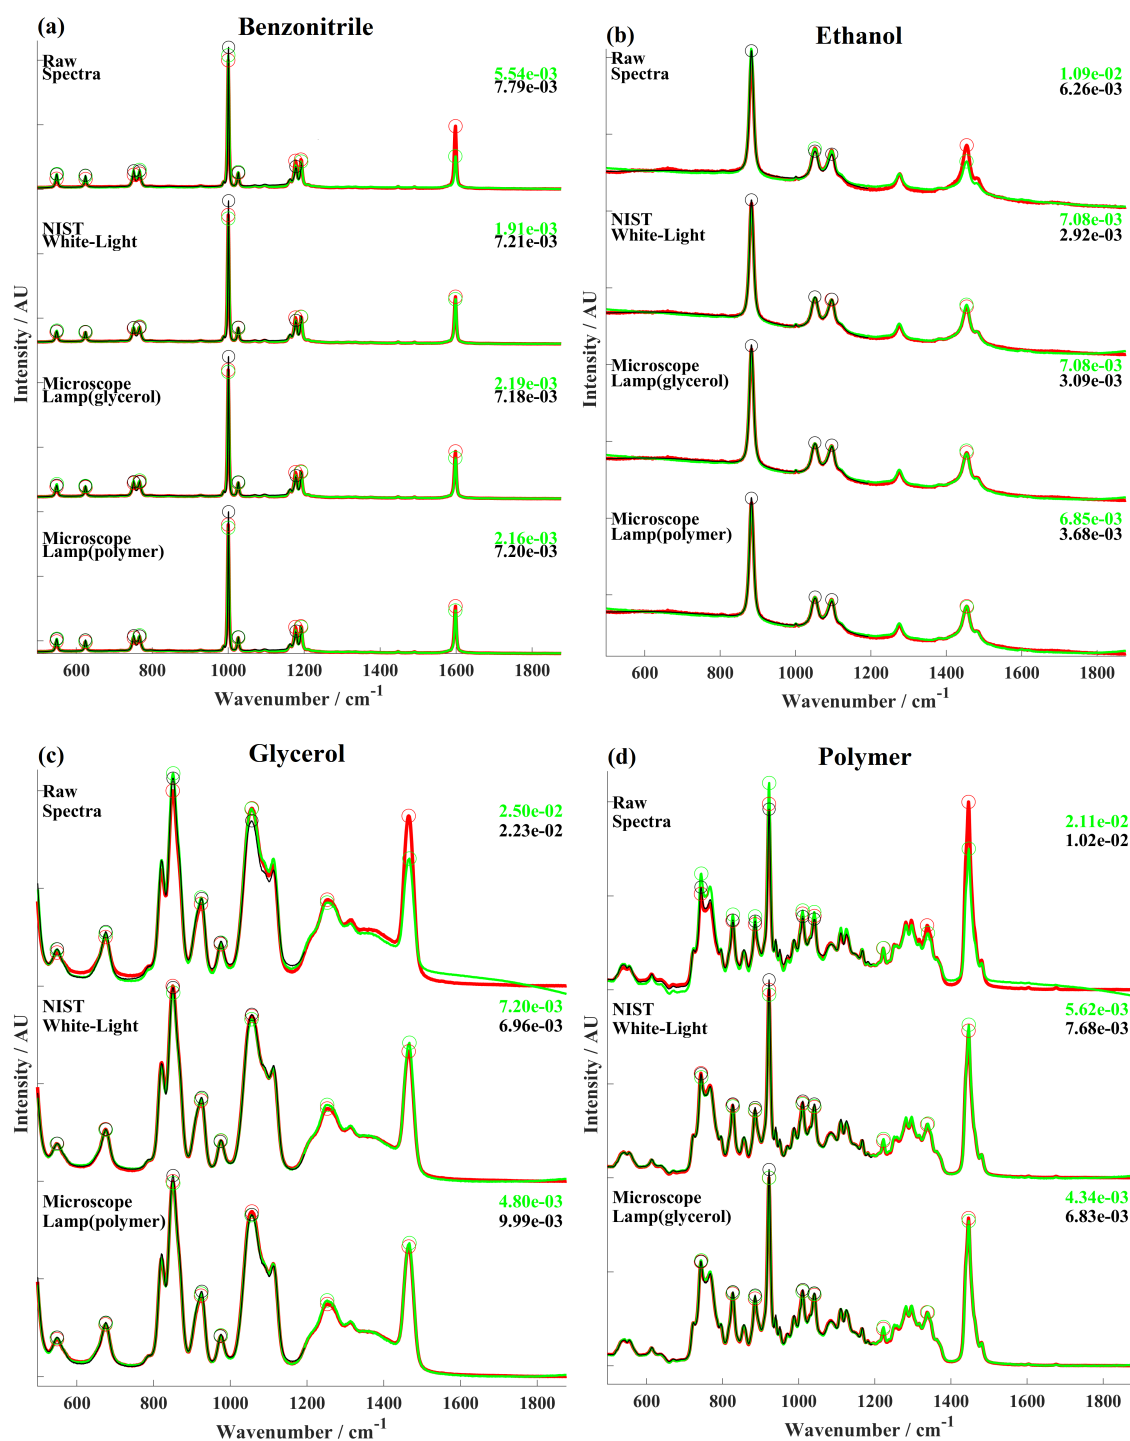 (a)
Benzonitrile
Raw
Spectra
5.54e-03
7.79e-03
NIST
White-Light
1.91e-03
7.21e-03
Microscope
Lamp(glycerol)
2.19e-03
7.18e-03
Microscope
Lamp(polymer)
2.16e-03
7.20e-03
Intensity / AU
600 800 1000 1200 1400 1600 1800
Wavenumber / cm-1
(b)
Ethanol
Raw
Spectra
1.09e-02
6.26e-03
NIST
White-Light
7.08e-03
2.92e-03
Microscope
Lamp(glycerol)
7.08e-03
3.09e-03
Microscope
Lamp(polymer)
6.85e-03
3.68e-03
Intensity / AU
600 800 1000 1200 1400 1600 1800
Wavenumber / cm-1
(c)
Glycerol
Raw
Spectra
2.50e-02
2.23e-02
NIST
White-Light
7.20e-03
6.96e-03
Microscope
Lamp(polymer)
4.80e-03
9.99e-03
Intensity / AU
600 800 1000 1200 1400 1600 1800
Wavenumber / cm-1
(d)
Polymer
Raw
Spectra
2.11e-02
1.02e-02
NIST
White-Light
5.62e-03
7.68e-03
Microscope
Lamp(glycerol)
4.34e-03
6.83e-03
Intensity / AU
600 800 1000 1200 1400 1600 1800
Wavenumber / cm-1